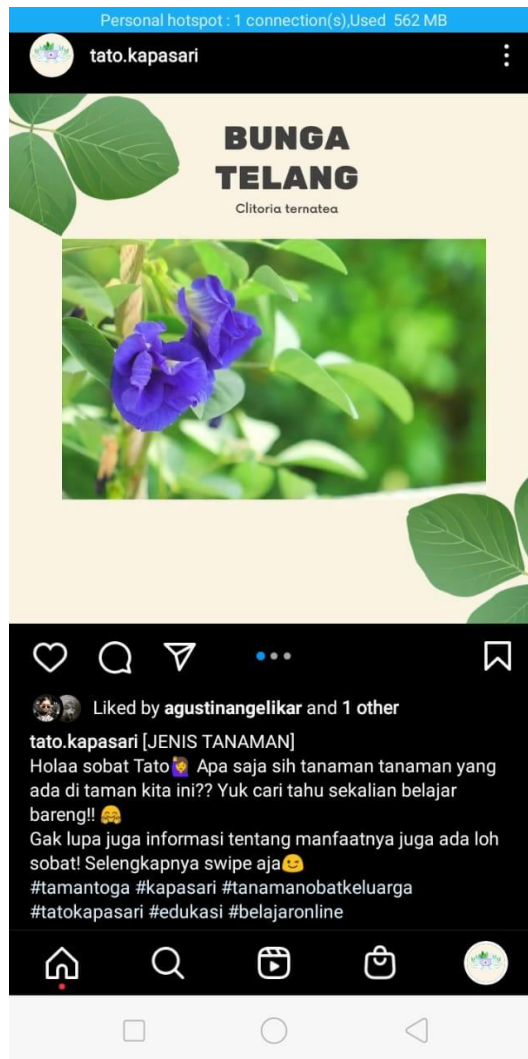 Personal hotspot : 1 connection(s),Used 562 MB
tato.kapasari
BUNGA
TELANG
Clitoria ternatea
Liked by agustinangelikar and 1 other
tato.kapasari [JENIS TANAMAN]
Holaa sobat Tato🙋‍♀️ Apa saja sih tanaman tanaman yang
ada di taman kita ini?? Yuk cari tahu sekalian belajar
bareng!! 🤗
Gak lupa juga informasi tentang manfaatnya juga ada loh
sobat! Selengkapnya swipe aja😉
#tamantoga #kapasari #tanamanobatkeluarga
#tatokapasari #edukasi #belajaronline